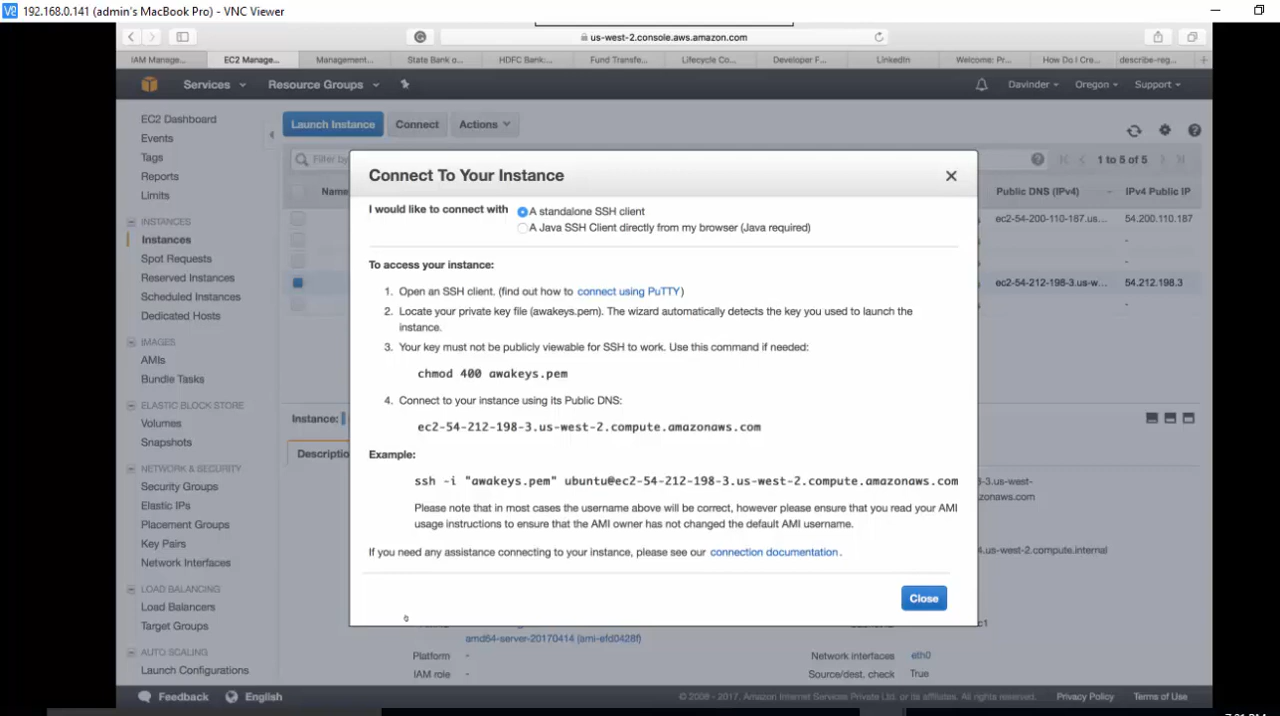 192.168.0.141 (admin's MacBook Pro) - VNC Viewer
us-west-2.console.aws.amazon.com
IAM Manage... EC2 Manage... Management... State Bank o... HDFC Bank:... Fund Transfe... Lifecycle Co... Developer F... LinkedIn Welcome: Pr... How Do I Cre... describe-reg...
Services Resource Groups Davinder Oregon Support
EC2 Dashboard
Events
Tags
Reports
Limits
INSTANCES
Instances
Spot Requests
Reserved Instances
Scheduled Instances
Dedicated Hosts
IMAGES
AMIs
Bundle Tasks
ELASTIC BLOCK STORE
Volumes
Snapshots
NETWORK & SECURITY
Security Groups
Elastic IPs
Placement Groups
Key Pairs
Network Interfaces
LOAD BALANCING
Load Balancers
Target Groups
AUTO SCALING
Launch Configurations
Launch Instance Connect Actions
Filter by 1 to 5 of 5
Name Public DNS (IPv4) IPv4 Public IP
ec2-54-200-110-187.us... 54.200.110.187
-
-
ec2-54-212-198-3.us-w... 54.212.198.3
-
Connect To Your Instance
I would like to connect with A standalone SSH client
A Java SSH Client directly from my browser (Java required)
To access your instance:
1. Open an SSH client. (find out how to connect using PuTTY)
2. Locate your private key file (awakeys.pem). The wizard automatically detects the key you used to launch the
instance.
3. Your key must not be publicly viewable for SSH to work. Use this command if needed:
chmod 400 awakeys.pem
4. Connect to your instance using its Public DNS:
ec2-54-212-198-3.us-west-2.compute.amazonaws.com
Example:
ssh -i "awakeys.pem" ubuntu@ec2-54-212-198-3.us-west-2.compute.amazonaws.com
Please note that in most cases the username above will be correct, however please ensure that you read your AMI
usage instructions to ensure that the AMI owner has not changed the default AMI username.
If you need any assistance connecting to your instance, please see our connection documentation.
Close
Instance:
Descriptio
-3.us-west-
zonaws.com
4.us-west-2.compute.internal
c1
amd64-server-20170414 (ami-efd0428f)
Platform - Network interfaces eth0
IAM role - Source/dest. check True
Feedback English © 2008 - 2017, Amazon Internet Services Private Ltd. or its affiliates. All rights reserved. Privacy Policy Terms of Use